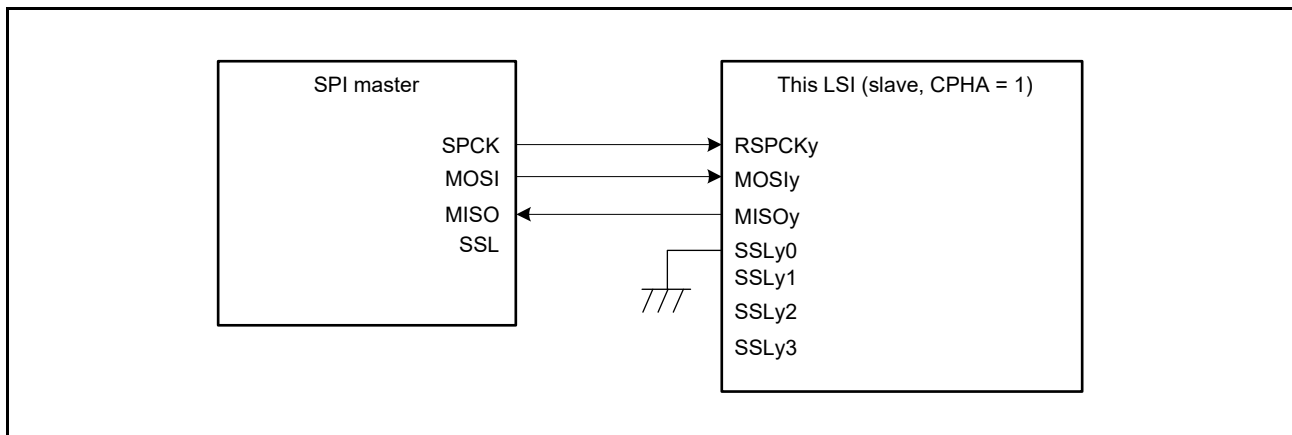 SPI master
SPCK
MOSI
MISO
SSL
This LSI (slave, CPHA = 1)
RSPCKy
MOSIy
MISOy
SSLy0
SSLy1
SSLy2
SSLy3